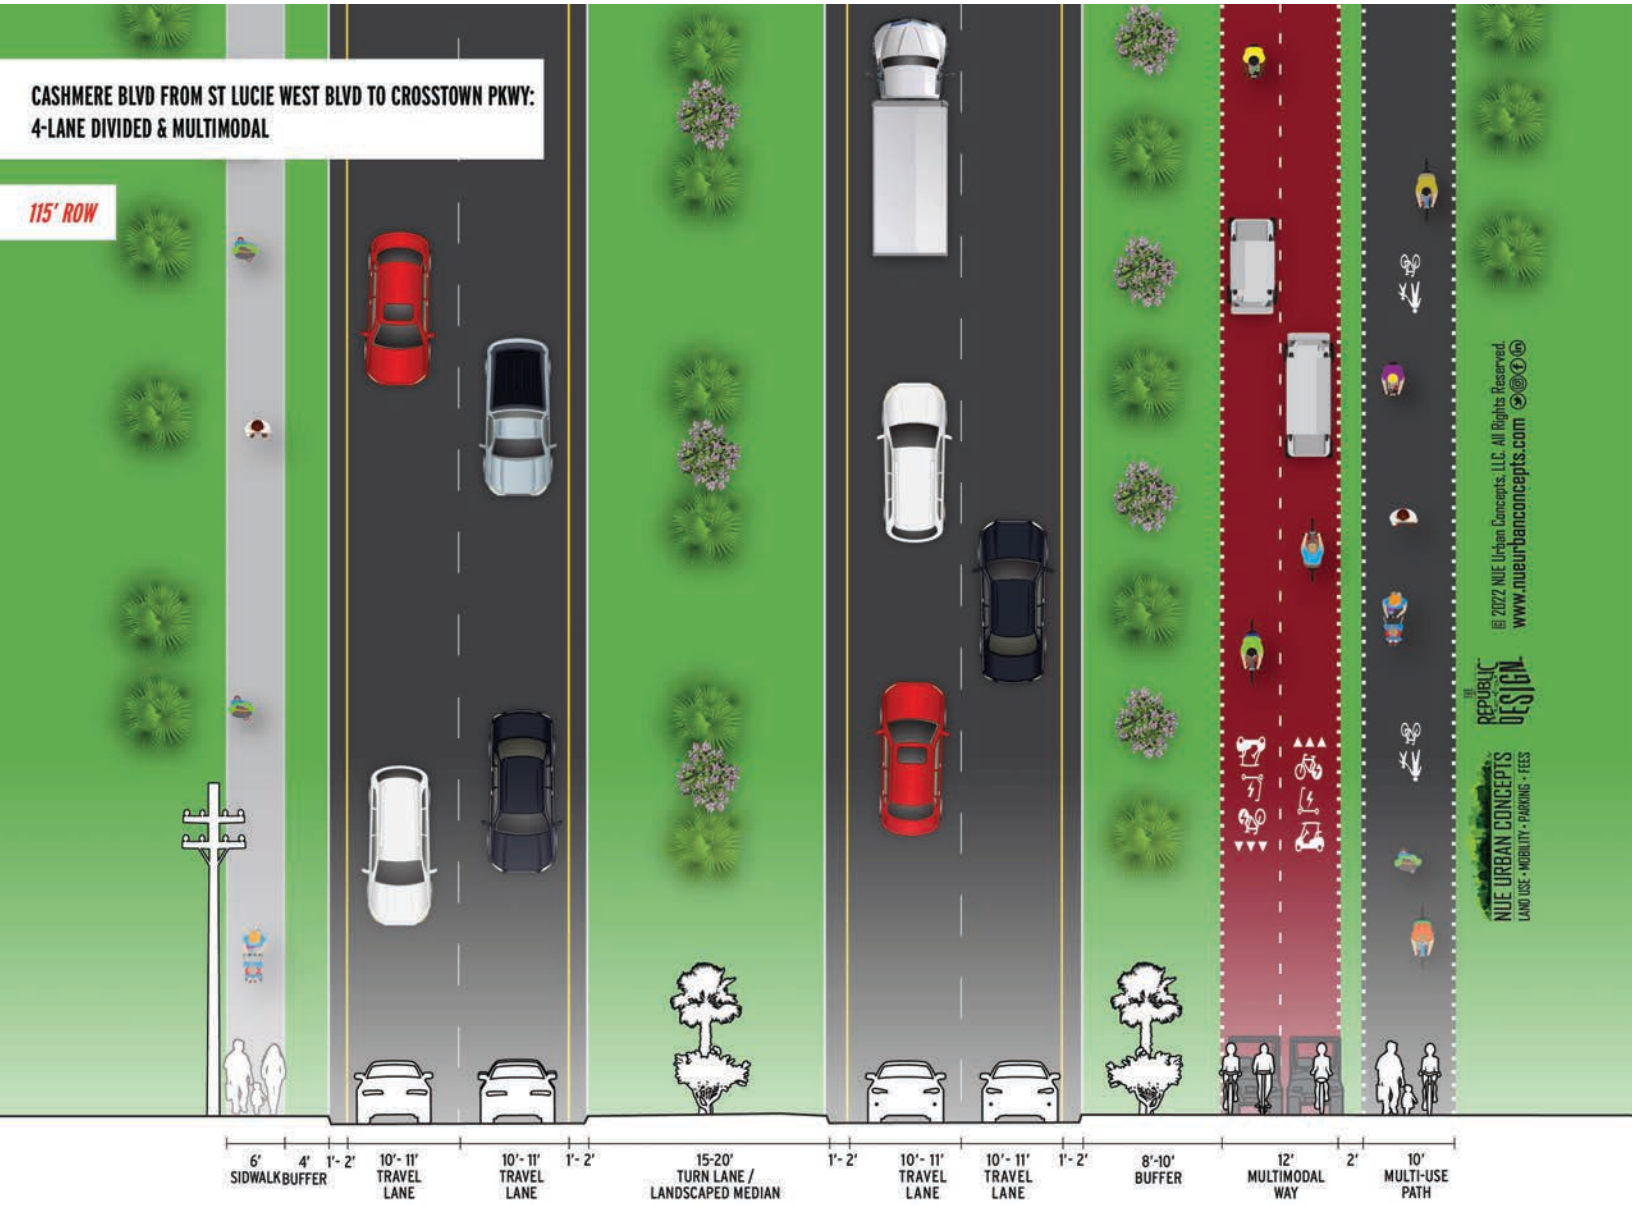 CASHMERE BLVD FROM ST LUCIE WEST BLVD TO CROSSTOWN PKWY:
4-LANE DIVIDED & MULTIMODAL
115' ROW
© 2022 NUE Urban Concepts, LLC. All Rights Reserved.
www.nueurbanconcepts.com
THE
REPUBLIC
DESIGN
NUE URBAN CONCEPTS
LAND USE • MOBILITY • PARKING • FEES
6'
SIDWALK
4'
BUFFER
1'- 2'
10'- 11'
TRAVEL
LANE
10'- 11'
TRAVEL
LANE
1'- 2'
15-20'
TURN LANE /
LANDSCAPED MEDIAN
1'- 2'
10'- 11'
TRAVEL
LANE
10'- 11'
TRAVEL
LANE
1'- 2'
8'-10'
BUFFER
12'
MULTIMODAL
WAY
2'
10'
MULTI-USE
PATH